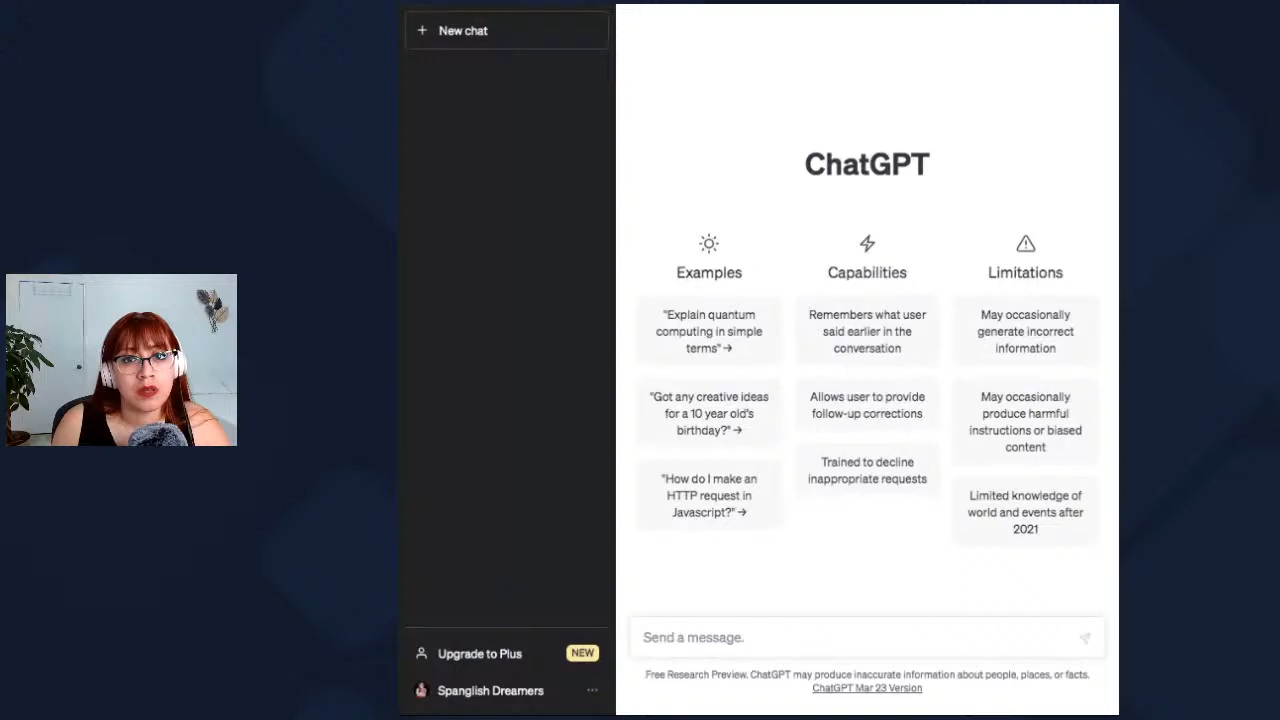 New chat
ChatGPT
Examples
"Explain quantum
computing in simple
terms" →
"Got any creative ideas
for a 10 year old's
birthday?" →
"How do I make an
HTTP request in
Javascript?" →
Capabilities
Remembers what user
said earlier in the
conversation
Allows user to provide
follow-up corrections
Trained to decline
inappropriate requests
Limitations
May occasionally
generate incorrect
information
May occasionally
produce harmful
instructions or biased
content
Limited knowledge of
world and events after
2021
Upgrade to Plus NEW
Spanglish Dreamers
Send a message.
Free Research Preview. ChatGPT may produce inaccurate information about people, places, or facts.
ChatGPT Mar 23 Version